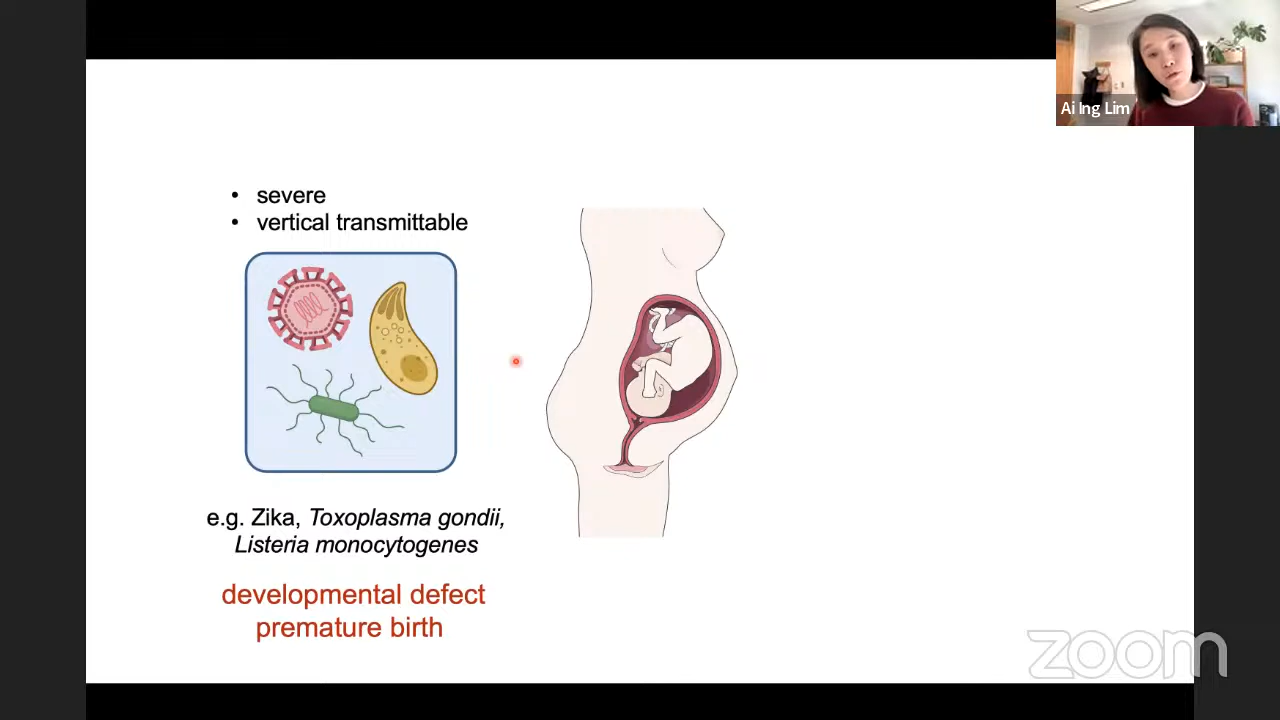 Ai Ing Lim
• severe
• vertical transmittable
e.g. Zika, Toxoplasma gondii,
Listeria monocytogenes
developmental defect
premature birth
zoom